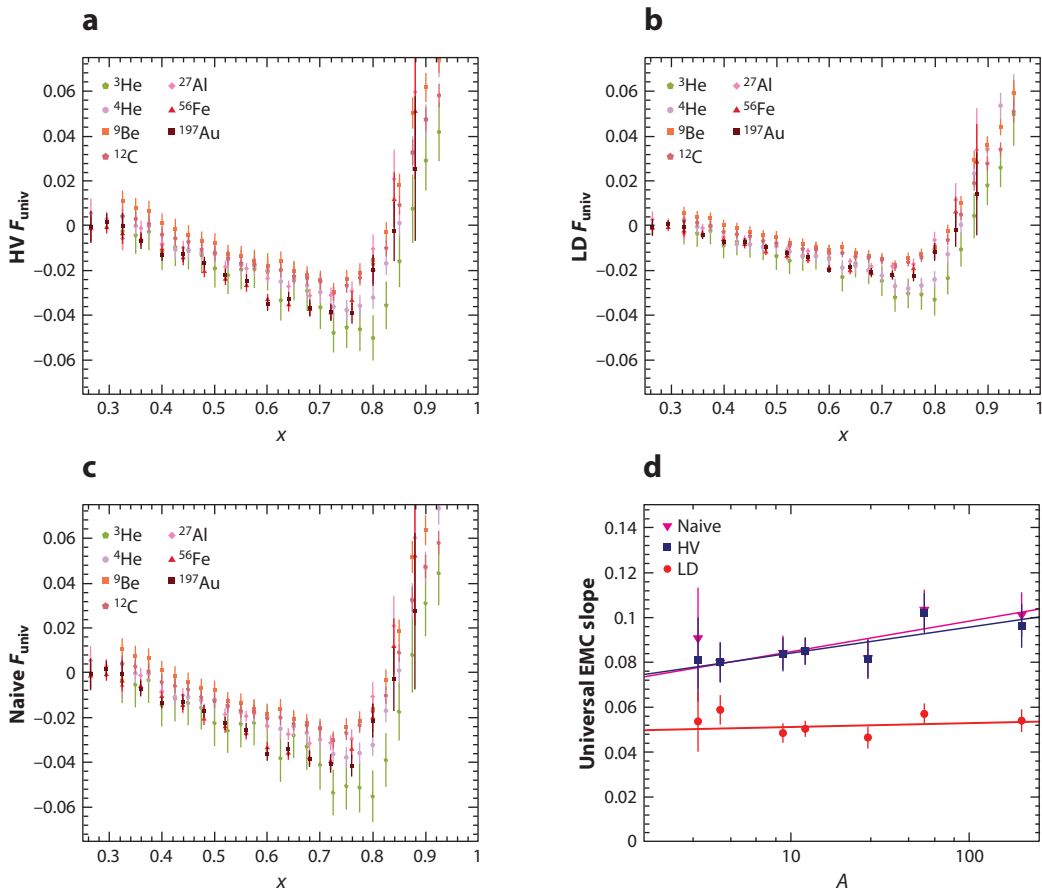 a
HV F_univ
0.06
0.04
0.02
0
−0.02
−0.04
−0.06
³He
⁴He
⁹Be
¹²C
²⁷Al
⁵⁶Fe
¹⁹⁷Au
0.3 0.4 0.5 0.6 0.7 0.8 0.9 1
x
b
LD F_univ
0.06
0.04
0.02
0
−0.02
−0.04
−0.06
³He
⁴He
⁹Be
¹²C
²⁷Al
⁵⁶Fe
¹⁹⁷Au
0.3 0.4 0.5 0.6 0.7 0.8 0.9 1
x
c
Naive F_univ
0.06
0.04
0.02
0
−0.02
−0.04
−0.06
³He
⁴He
⁹Be
¹²C
²⁷Al
⁵⁶Fe
¹⁹⁷Au
0.3 0.4 0.5 0.6 0.7 0.8 0.9 1
x
d
Universal EMC slope
0.14
0.12
0.1
0.08
0.06
0.04
0.02
0
Naive
HV
LD
10 100
A